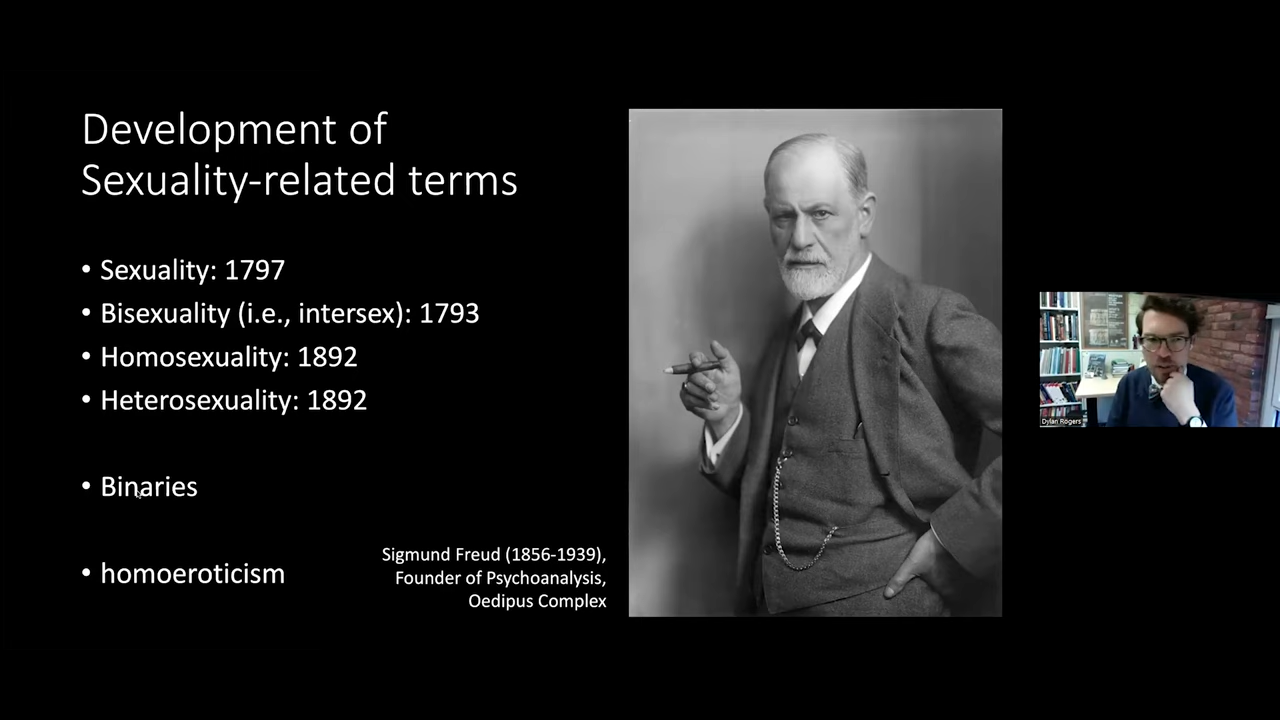 Development of
Sexuality-related terms
• Sexuality: 1797
• Bisexuality (i.e., intersex): 1793
• Homosexuality: 1892
• Heterosexuality: 1892
• Binaries
• homoeroticism
Sigmund Freud (1856-1939),
Founder of Psychoanalysis,
Oedipus Complex
Dylan Rogers